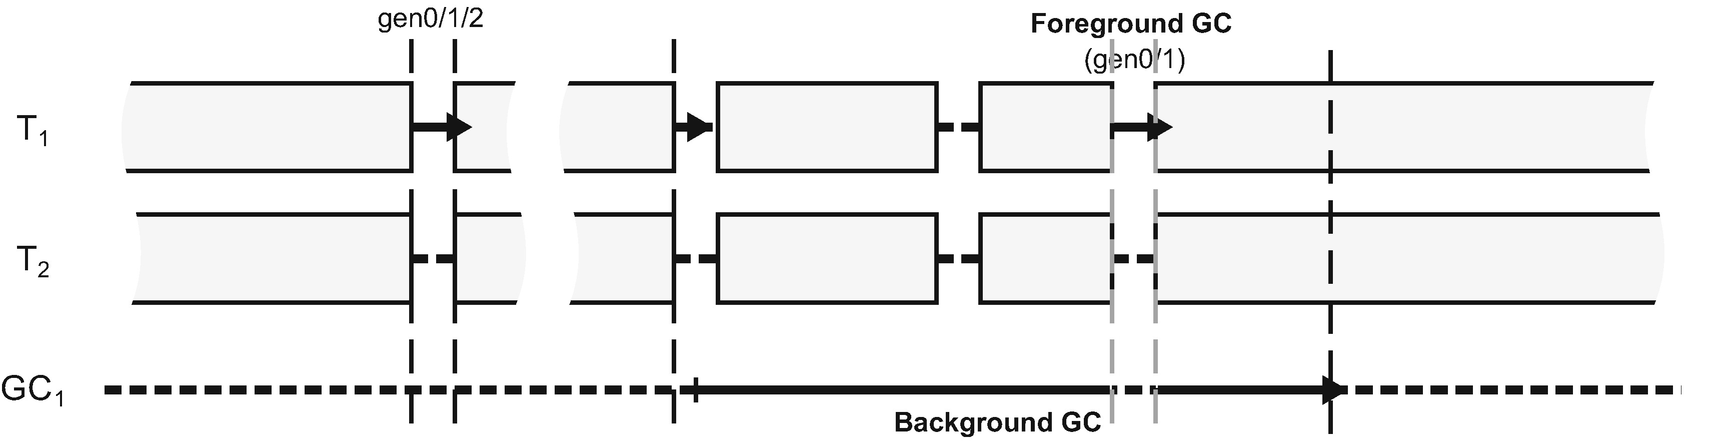 gen0/1/2
Foreground GC
(gen0/1)
T1
T2
GC1
Background GC